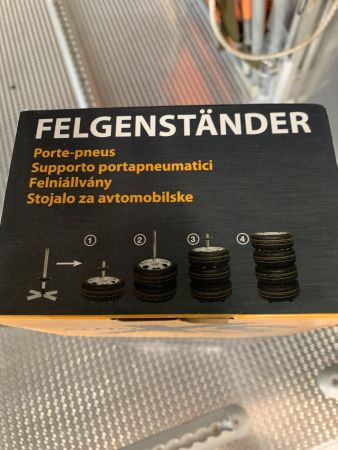 FELGENSTÄNDER
Porte-pneus
Supporto portapneumatici
Felniállvány
Stojalo za avtomobilske
1 2 3 4